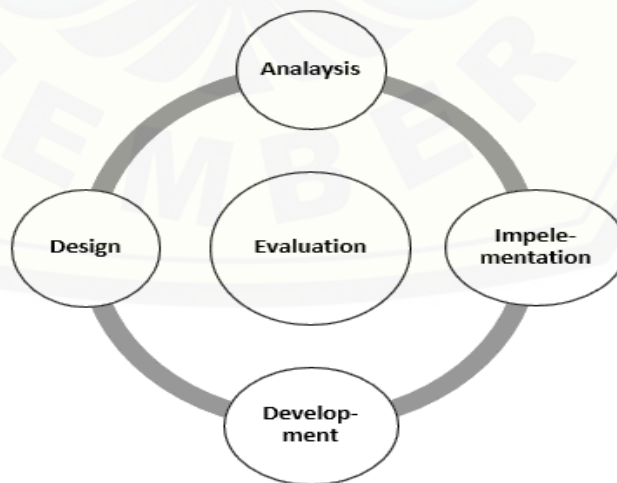 Analaysis
Design
Evaluation
Impele-
mentation
Develop-
ment